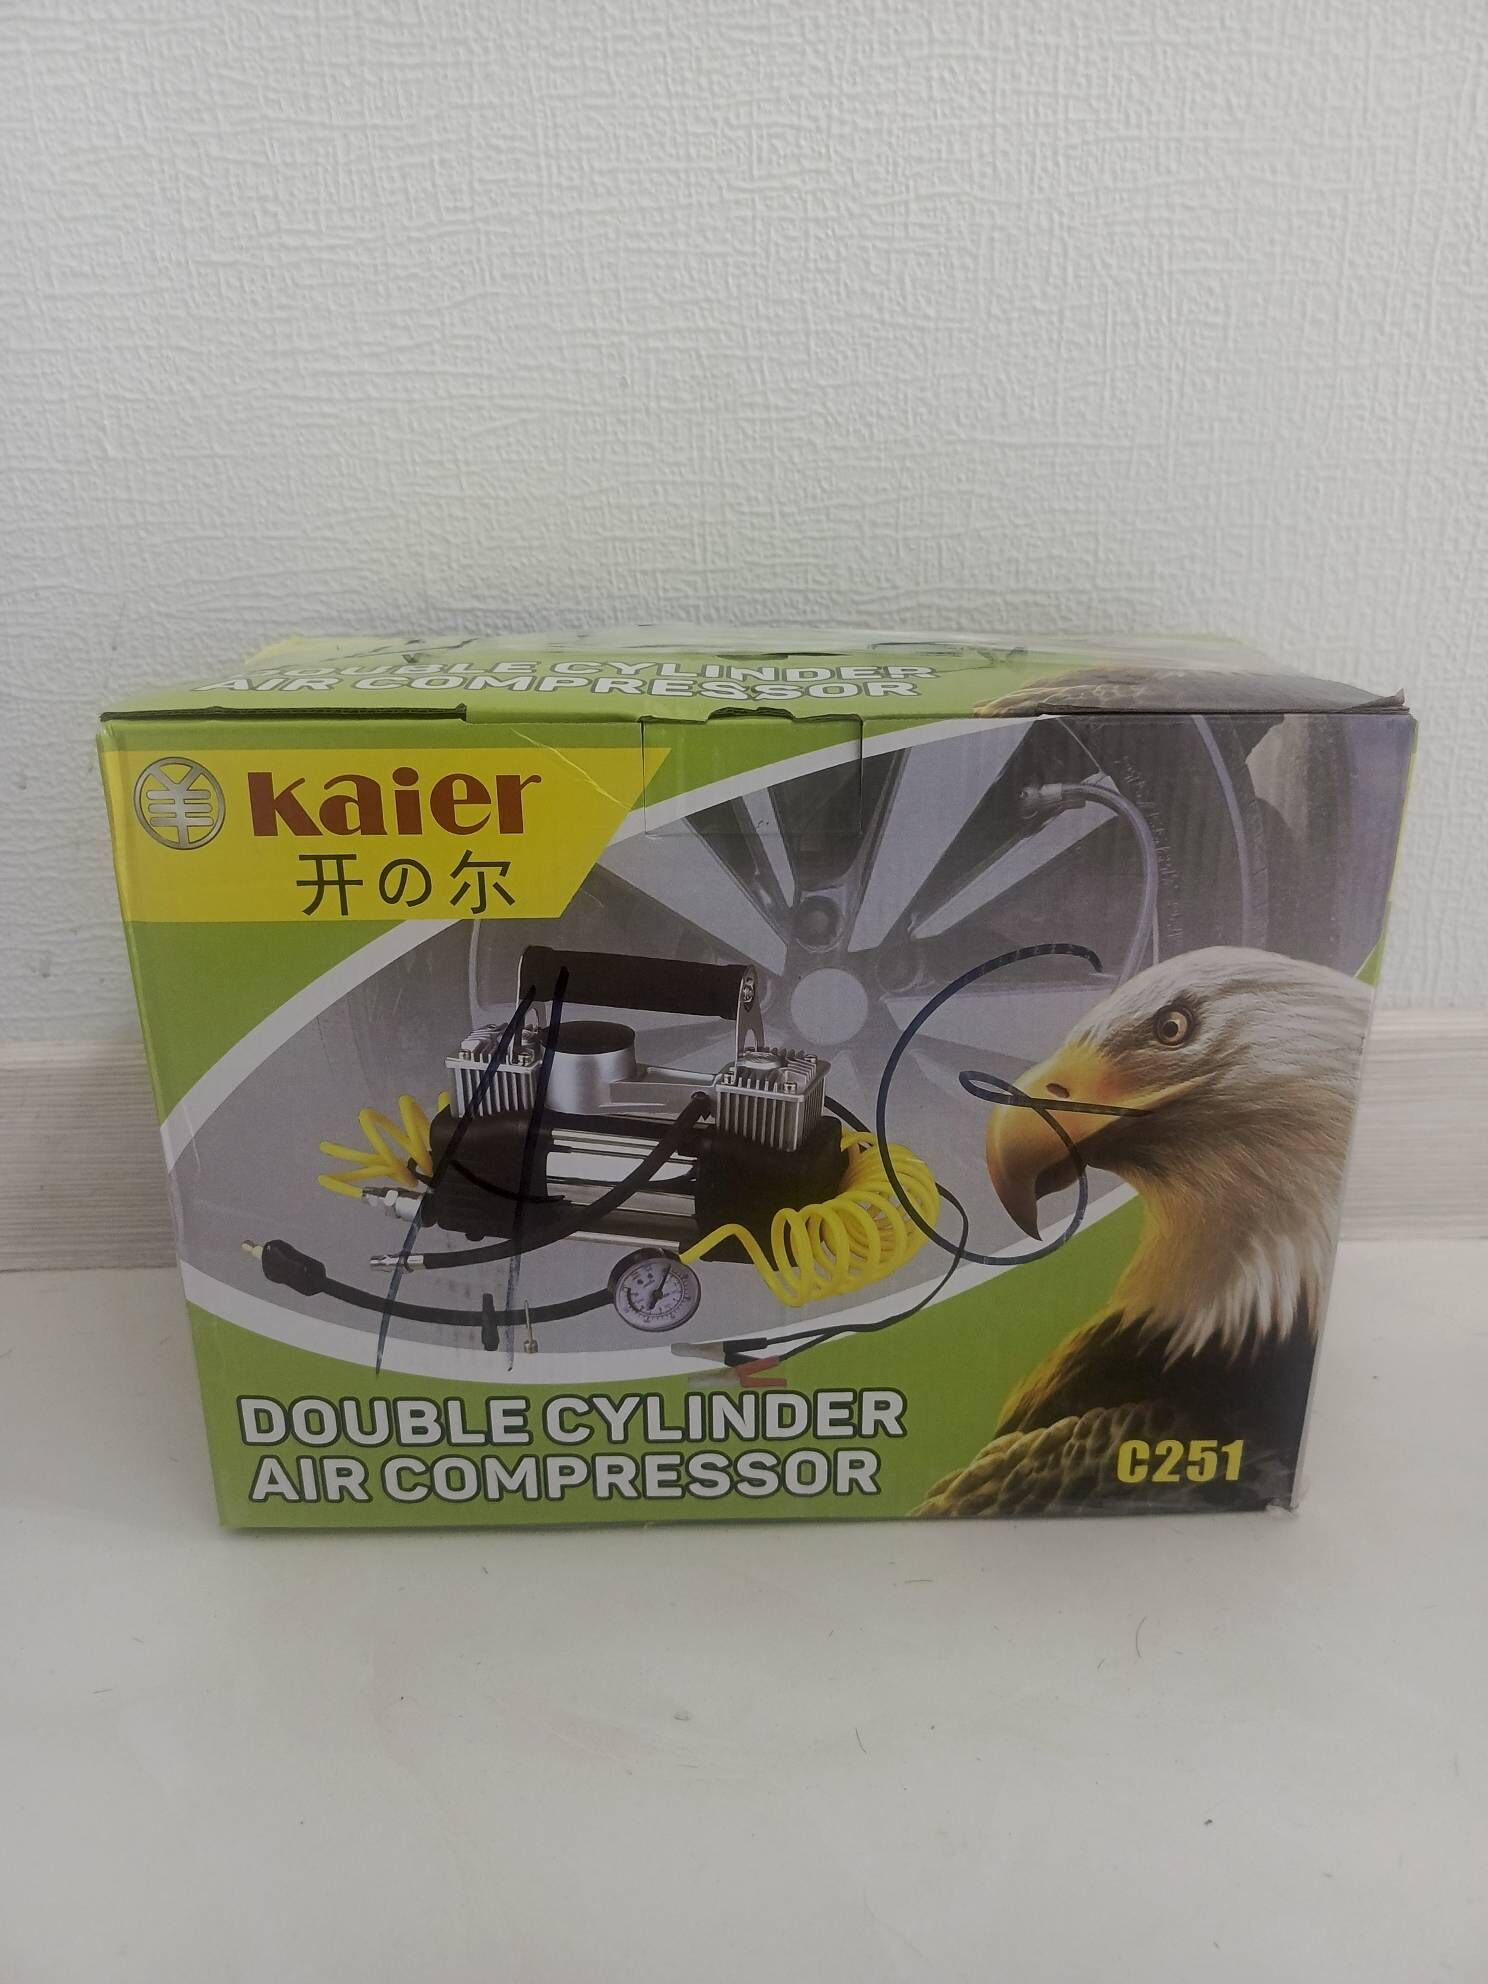 DOUBLE CYLINDER
AIR COMPRESSOR
kaier
开の尔
A
DOUBLE CYLINDER
AIR COMPRESSOR
C251